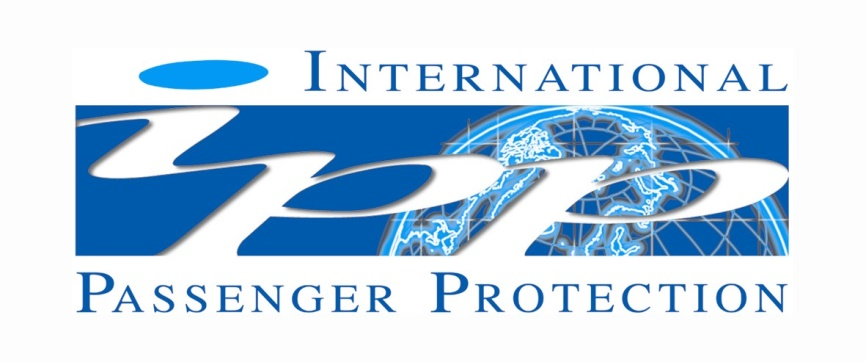 INTERNATIONAL
ipp
PASSENGER PROTECTION